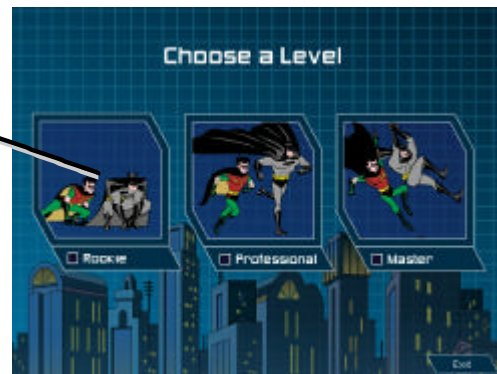 Choose a Level
Rookie
Professional
Master
Exit